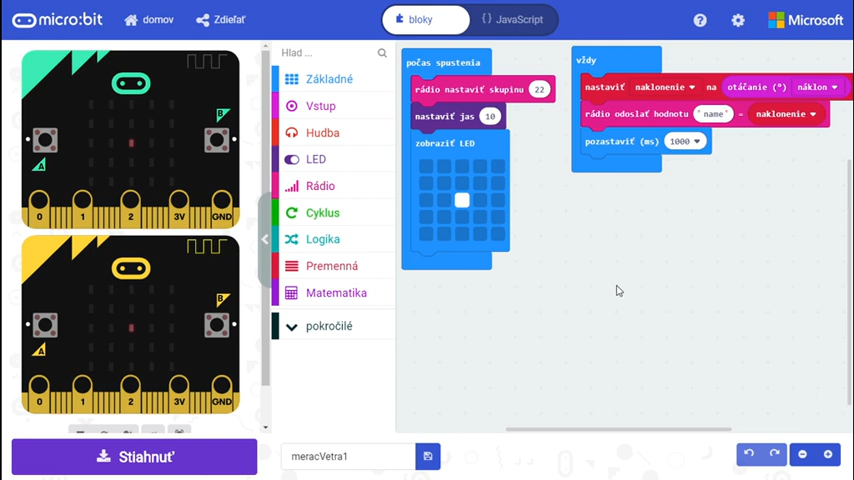 micro:bit
domov
Zdieľať
bloky
{ } JavaScript
Microsoft
Hlad ...
Základné
Vstup
Hudba
LED
Rádio
Cyklus
Logika
Premenná
Matematika
pokročilé
B
A
0 1 2 3V GND
B
A
0 1 2 3V GND
počas spustenia
rádio nastaviť skupinu 22
nastaviť jas 10
zobraziť LED
vždy
nastaviť naklonenie na otáčanie (°) náklon
rádio odoslať hodnotu "name" = naklonenie
pozastaviť (ms) 1000
Stiahnuť
meracVetra1